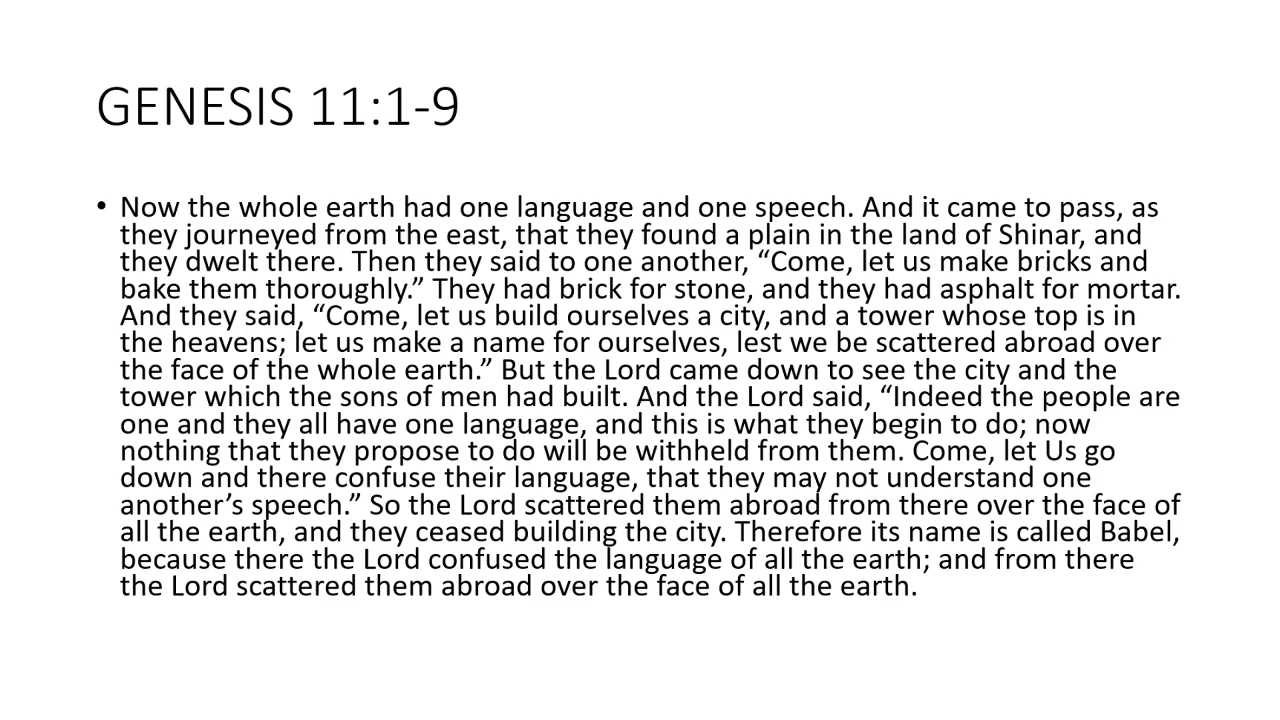 GENESIS 11:1-9
• Now the whole earth had one language and one speech. And it came to pass, as
they journeyed from the east, that they found a plain in the land of Shinar, and
they dwelt there. Then they said to one another, “Come, let us make bricks and
bake them thoroughly.” They had brick for stone, and they had asphalt for mortar.
And they said, “Come, let us build ourselves a city, and a tower whose top is in
the heavens; let us make a name for ourselves, lest we be scattered abroad over
the face of the whole earth.” But the Lord came down to see the city and the
tower which the sons of men had built. And the Lord said, “Indeed the people are
one and they all have one language, and this is what they begin to do; now
nothing that they propose to do will be withheld from them. Come, let Us go
down and there confuse their language, that they may not understand one
another’s speech.” So the Lord scattered them abroad from there over the face of
all the earth, and they ceased building the city. Therefore its name is called Babel,
because there the Lord confused the language of all the earth; and from there
the Lord scattered them abroad over the face of all the earth.